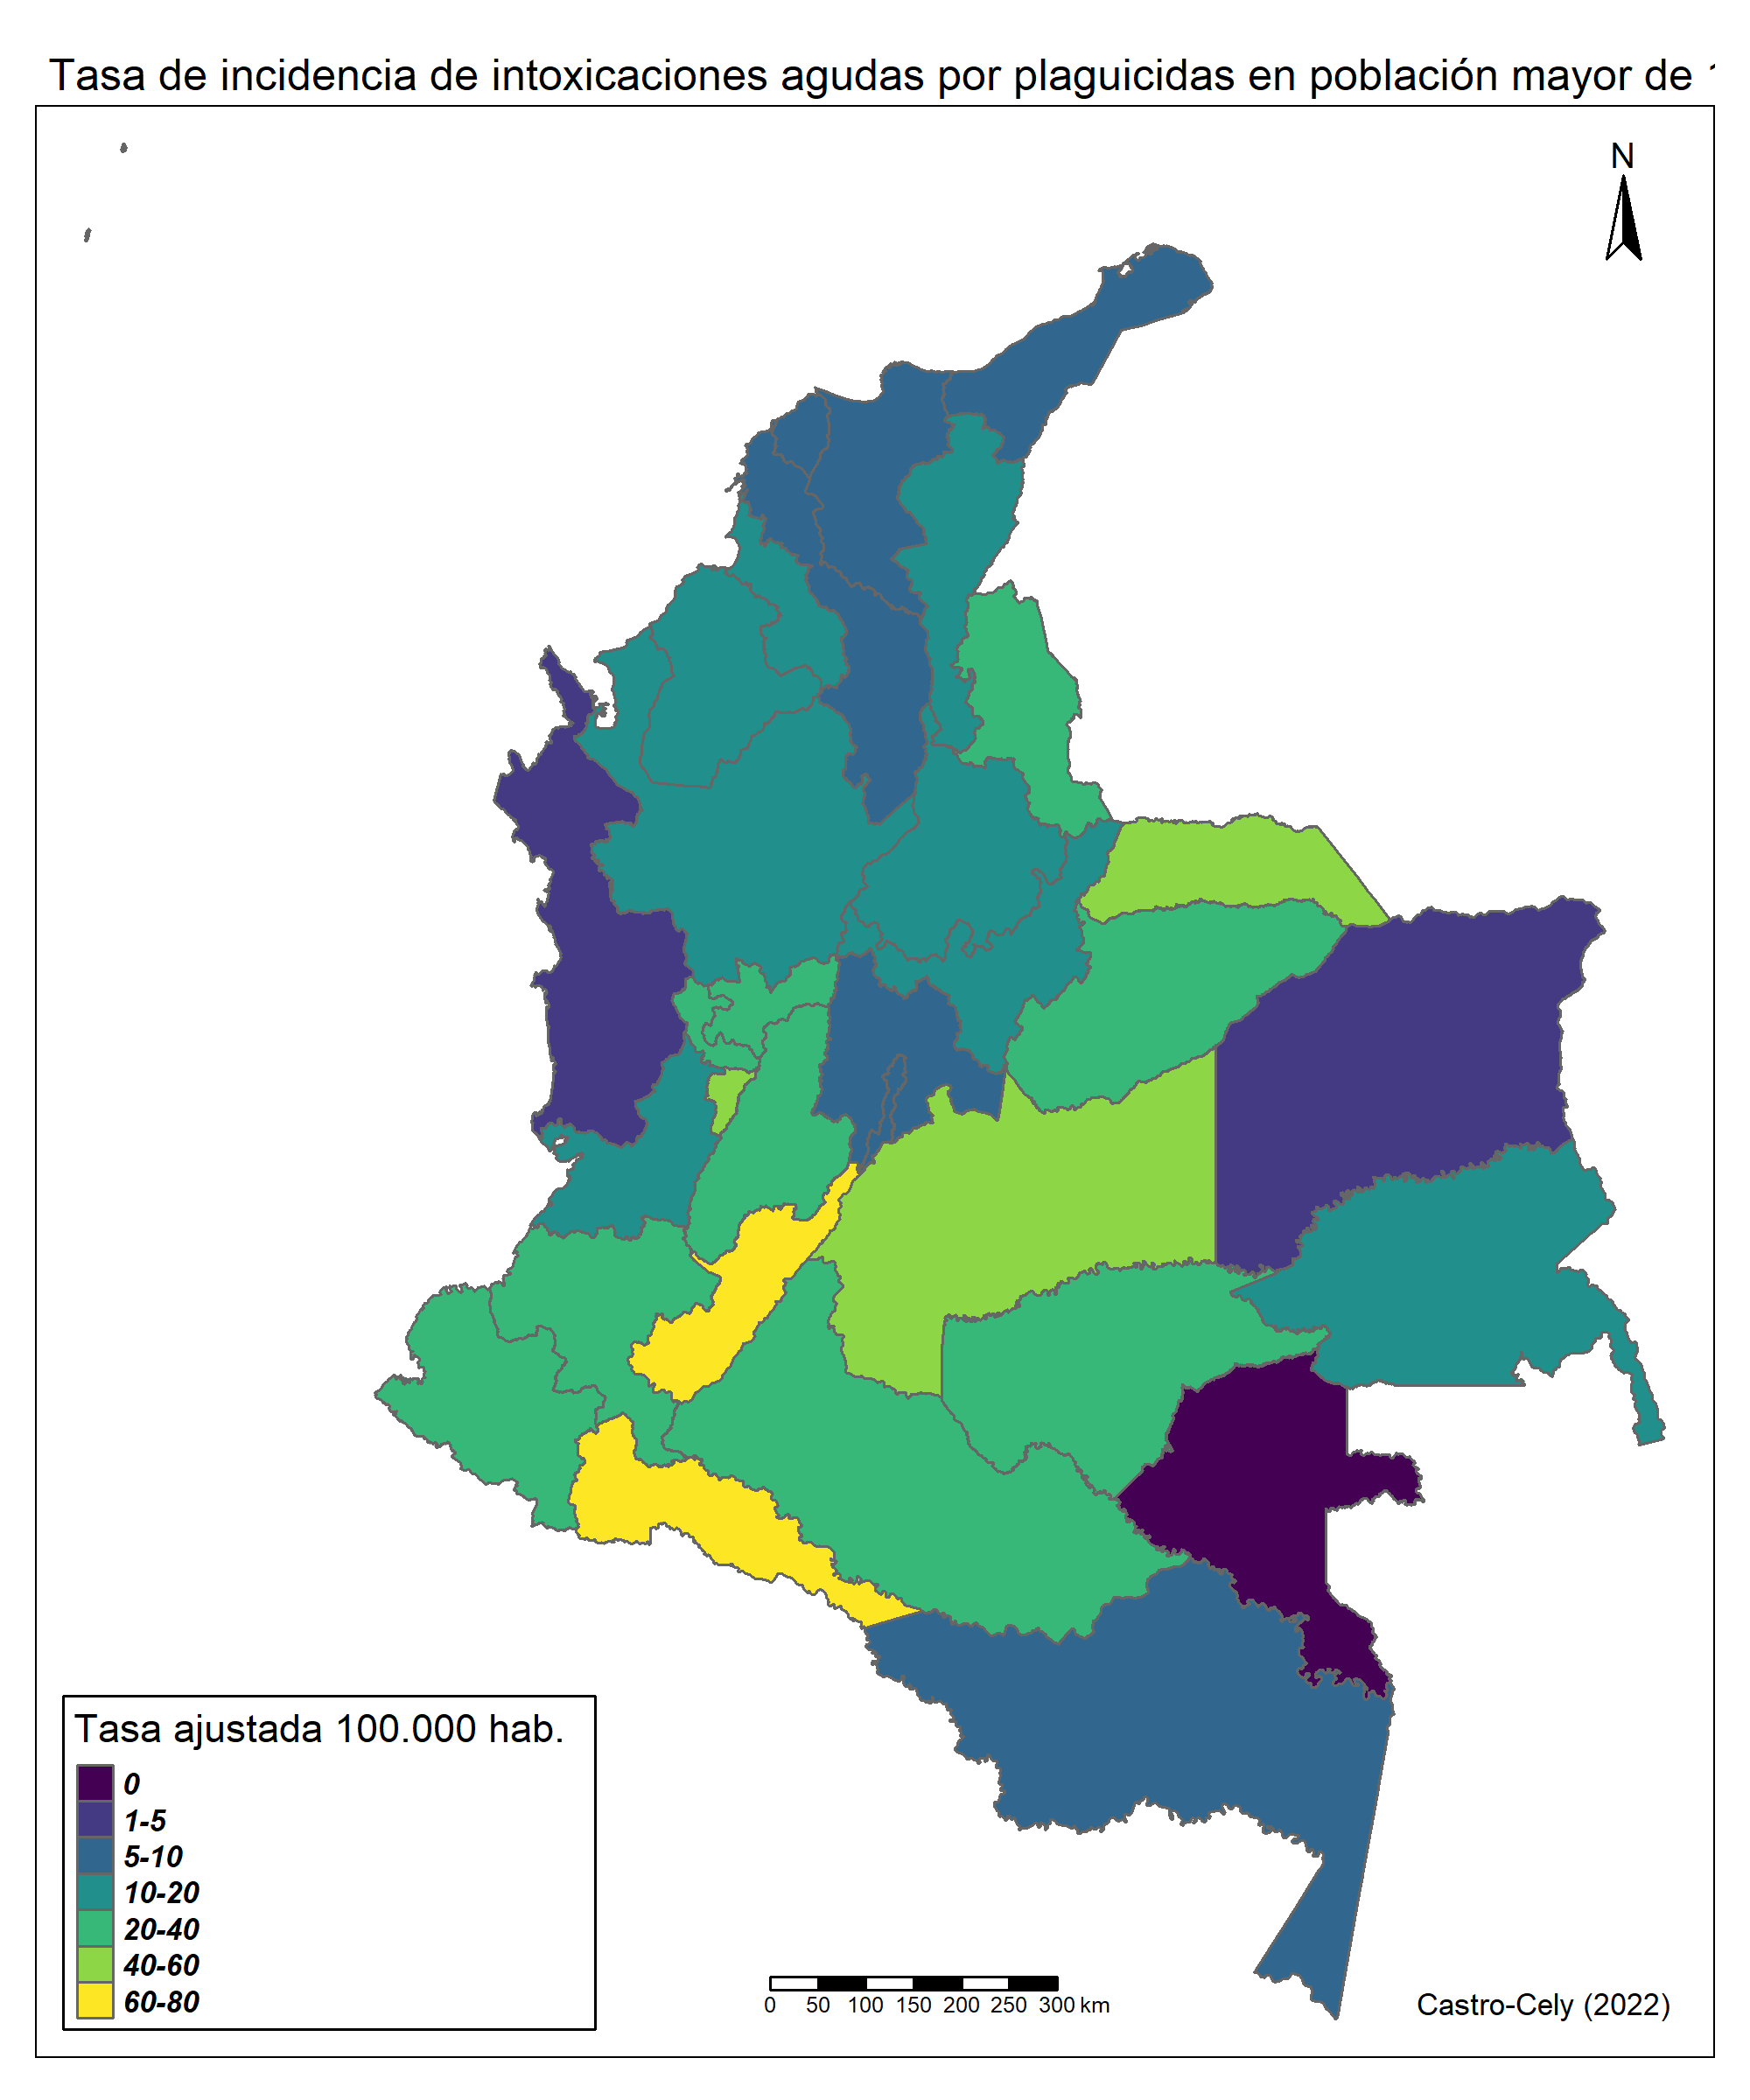 Tasa de incidencia de intoxicaciones agudas por plaguicidas en población mayor de
N
Tasa ajustada 100.000 hab.
0
1-5
5-10
10-20
20-40
40-60
60-80
0 50 100 150 200 250 300 km
Castro-Cely (2022)